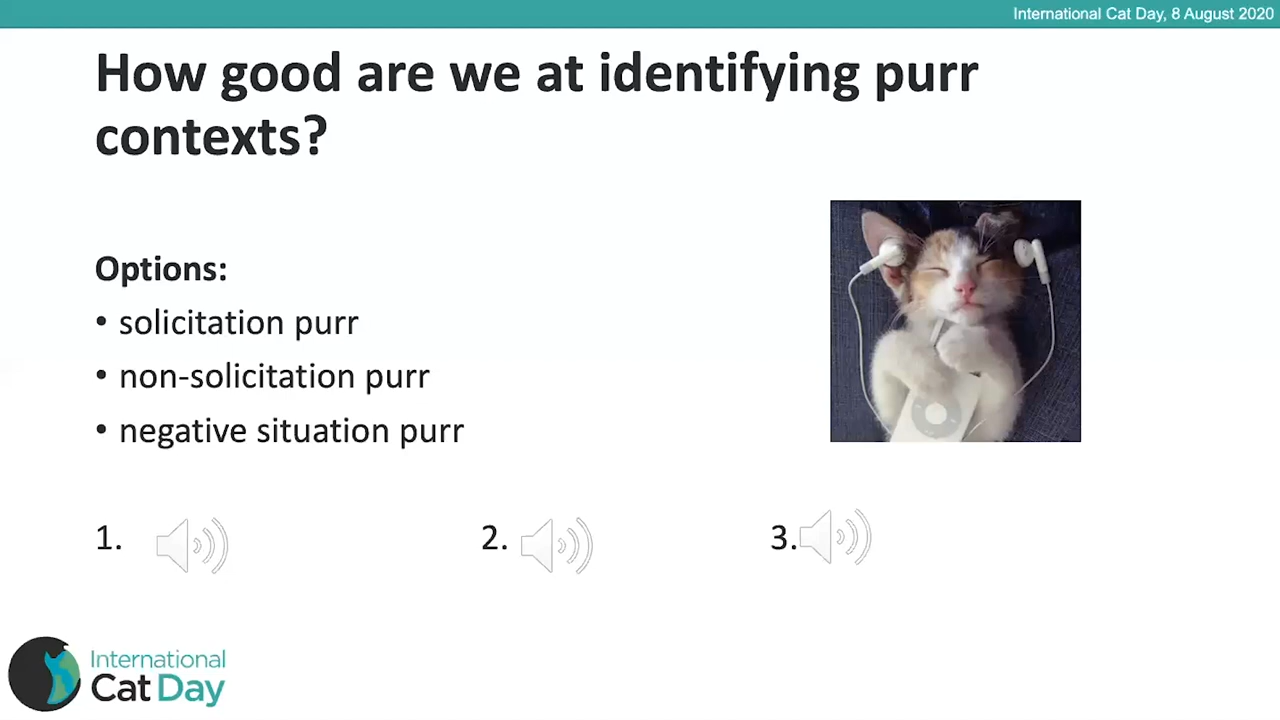 International Cat Day, 8 August 2020
How good are we at identifying purr
contexts?
Options:
• solicitation purr
• non-solicitation purr
• negative situation purr
1.
2.
3.
International
Cat Day